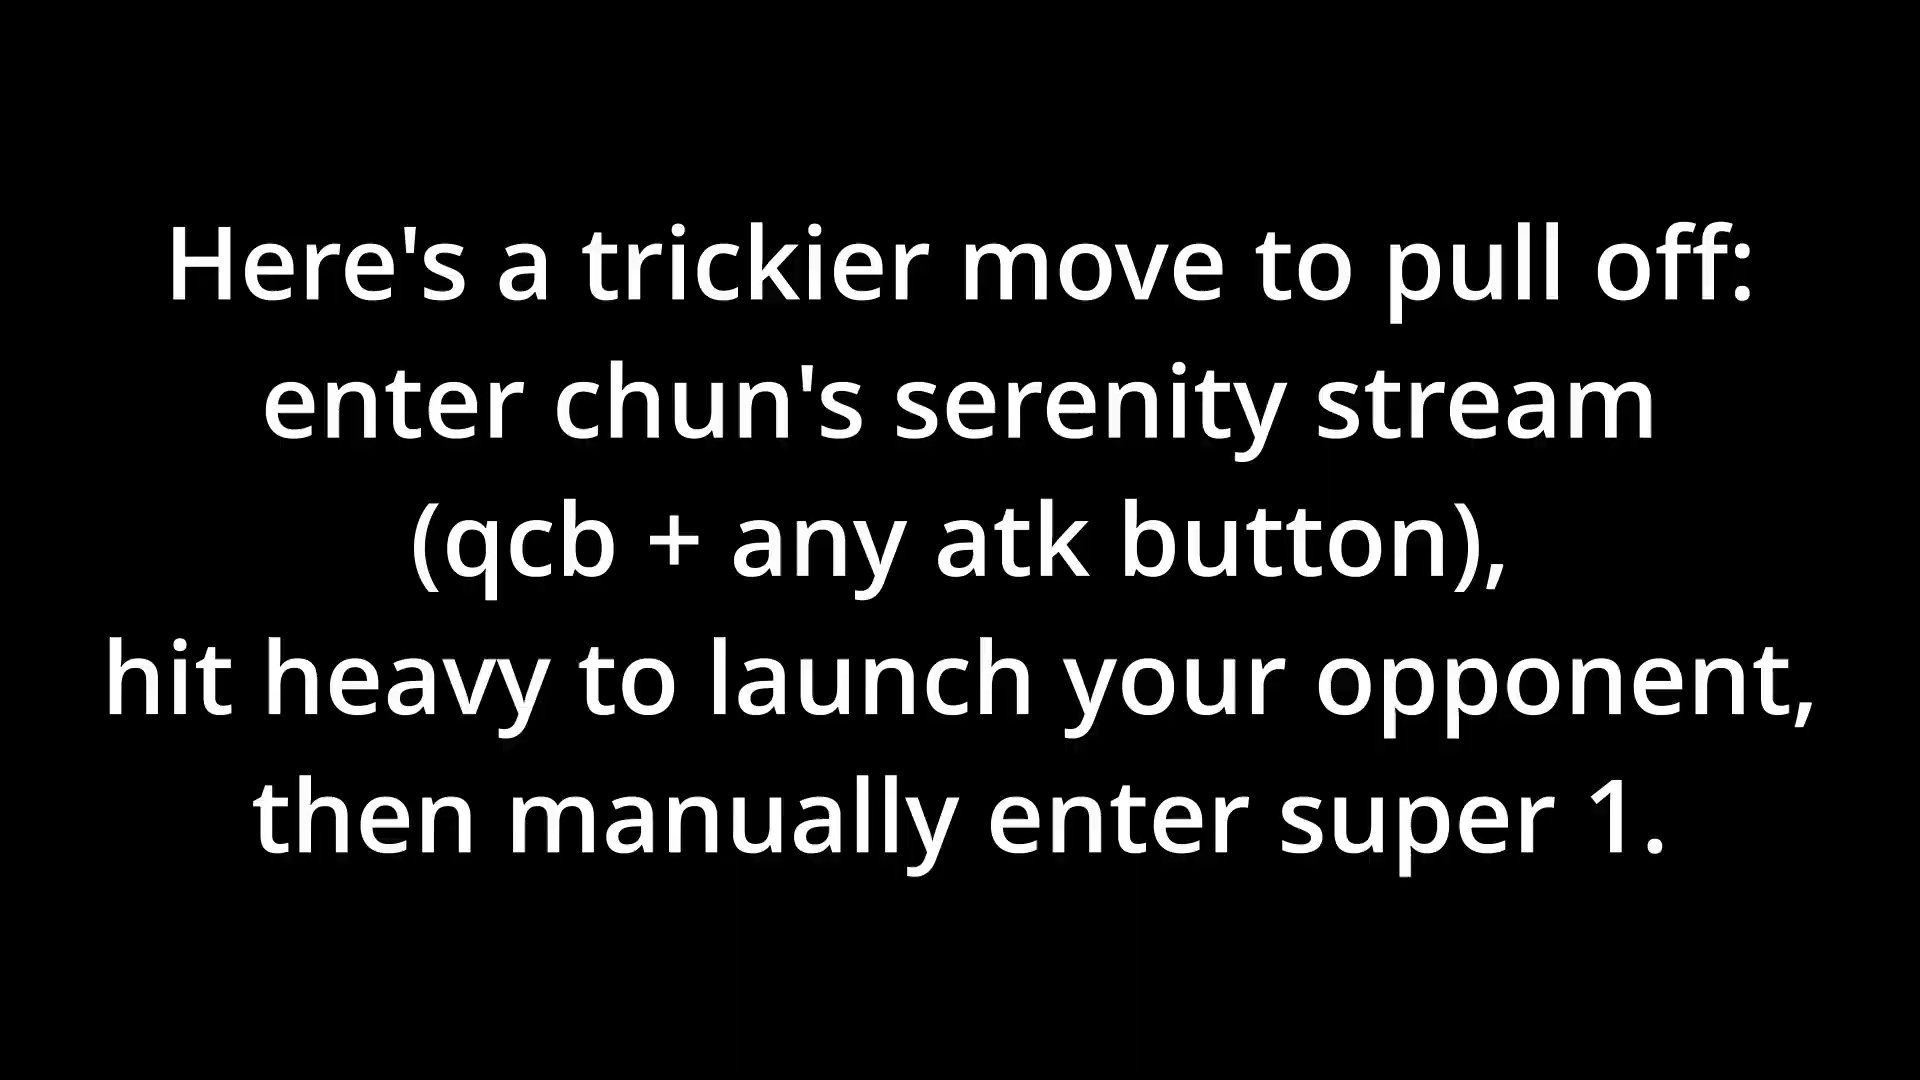 Here's a trickier move to pull off:
enter chun's serenity stream
(qcb + any atk button),
hit heavy to launch your opponent,
then manually enter super 1.